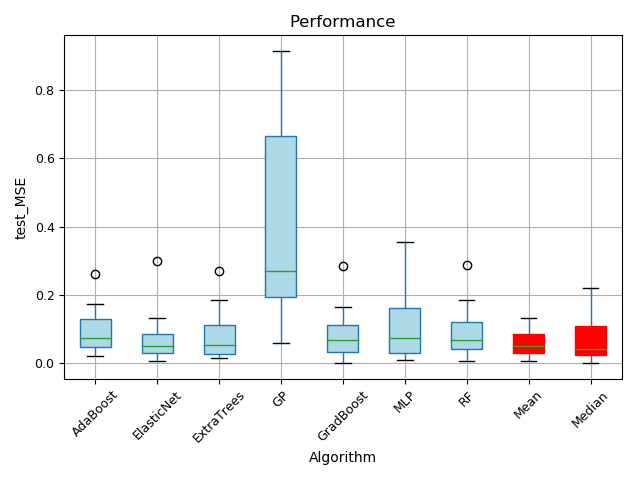 Performance
test_MSE
0.8
0.6
0.4
0.2
0.0
AdaBoost
ElasticNet
ExtraTrees
GP
GradBoost
MLP
RF
Mean
Median
Algorithm